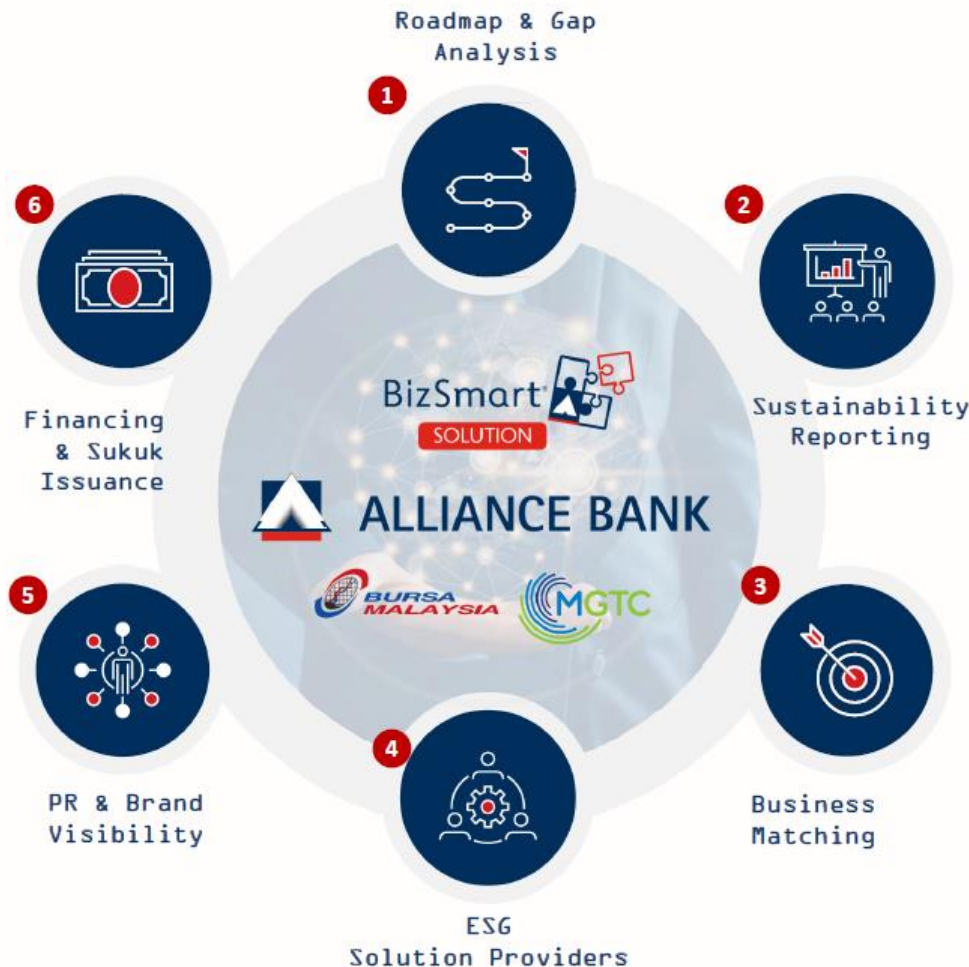 Roadmap & Gap
Analysis
1
2
Sustainability
Reporting
3
Business
Matching
4
ESG
Solution Providers
5
PR & Brand
Visibility
6
Financing
& Sukuk
Issuance
BizSmart®
SOLUTION
ALLIANCE BANK
BURSA
MALAYSIA
MGTC